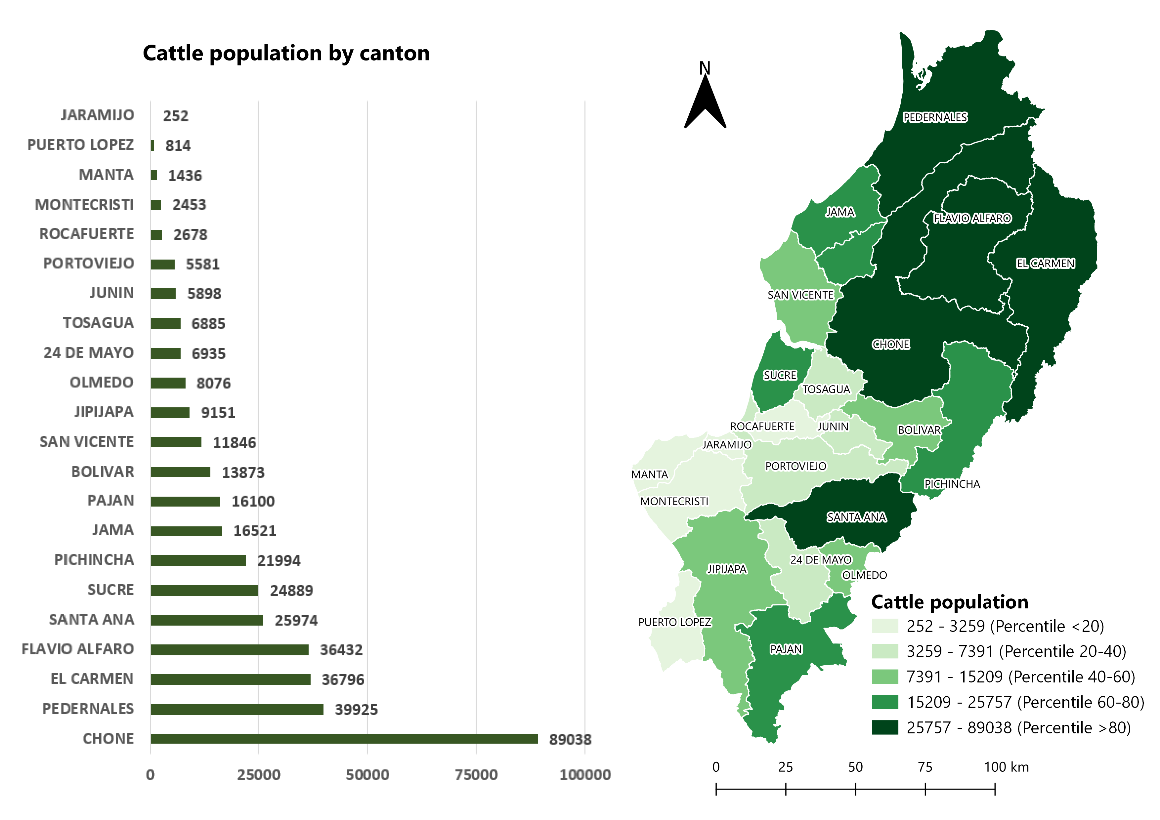 Cattle population by canton
JARAMIJO 252
PUERTO LOPEZ 814
MANTA 1436
MONTECRISTI 2453
ROCAFUERTE 2678
PORTOVIEJO 5581
JUNIN 5898
TOSAGUA 6885
24 DE MAYO 6935
OLMEDO 8076
JIPIJAPA 9151
SAN VICENTE 11846
BOLIVAR 13873
PAJAN 16100
JAMA 16521
PICHINCHA 21994
SUCRE 24889
SANTA ANA 25974
FLAVIO ALFARO 36432
EL CARMEN 36796
PEDERNALES 39925
CHONE 89038
0 25000 50000 75000 100000
N
PEDERNALES
JAMA
FLAVIO ALFARO
EL CARMEN
SAN VICENTE
CHONE
SUCRE
TOSAGUA
ROCAFUERTE
JUNIN
BOLIVAR
JARAMIJO
PORTOVIEJO
MANTA
PICHINCHA
MONTECRISTI
SANTA ANA
24 DE MAYO
JIPIJAPA
OLMEDO
PUERTO LOPEZ
PAJAN
Cattle population
252 - 3259 (Percentile <20)
3259 - 7391 (Percentile 20-40)
7391 - 15209 (Percentile 40-60)
15209 - 25757 (Percentile 60-80)
25757 - 89038 (Percentile >80)
0 25 50 75 100 km